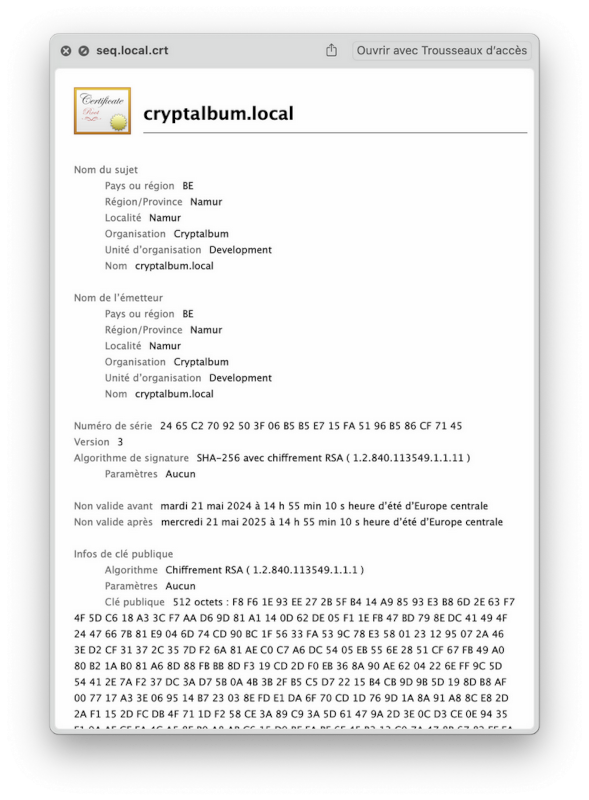 seq.local.crt
Ouvrir avec Trousseaux d'accès
Certificate
Root
cryptalbum.local
Nom du sujet
Pays ou région BE
Région/Province Namur
Localité Namur
Organisation Cryptalbum
Unité d'organisation Development
Nom cryptalbum.local
Nom de l'émetteur
Pays ou région BE
Région/Province Namur
Localité Namur
Organisation Cryptalbum
Unité d'organisation Development
Nom cryptalbum.local
Numéro de série 24 65 C2 70 92 50 3F 06 B5 B5 E7 15 FA 51 96 B5 86 CF 71 45
Version 3
Algorithme de signature SHA-256 avec chiffrement RSA ( 1.2.840.113549.1.1.11 )
Paramètres Aucun
Non valide avant mardi 21 mai 2024 à 14 h 55 min 10 s heure d'été d'Europe centrale
Non valide après mercredi 21 mai 2025 à 14 h 55 min 10 s heure d'été d'Europe centrale
Infos de clé publique
Algorithme Chiffrement RSA ( 1.2.840.113549.1.1.1 )
Paramètres Aucun
Clé publique 512 octets : F8 F6 1E 93 EE 27 2B 5F B4 14 A9 85 93 E3 B8 6D 2E 63 F7
4F 5D C6 18 A3 3C F7 AA D6 9D 81 A1 14 0D 62 DE 05 F1 1E FB 47 BD 79 8E DC 41 49 4F
24 47 66 7B 81 E9 04 6D 74 CD 90 BC 1F 56 33 FA 53 9C 78 E3 58 01 23 12 95 07 2A 46
3E D2 CF 31 37 2C 35 7D F2 6A 81 AE C0 C7 A6 DC 54 05 EB 55 6E 28 51 CF 67 FB 49 A0
80 B2 1A B0 81 A6 8D 88 FB BB 8D F3 19 CD 2D F0 EB 36 8A 90 AE 62 04 22 6E FF 9C 5D
54 41 2E 7A F2 37 DC 3A D7 5B 0A 4B 3B 2F B5 C5 D7 22 15 B4 CB 9D 9B 5D 19 8D B8 AF
00 77 17 A3 3E 06 95 14 B7 23 03 8E FD E1 DA 6F 70 CD 1D 76 9D 1A 8A 91 A8 8C E8 2D
2A F1 15 2D FC DB 4F 71 1D F2 58 CE 3A 89 C9 3A 5D 61 47 9A 2D 3E 0C D3 CE 0E 94 35